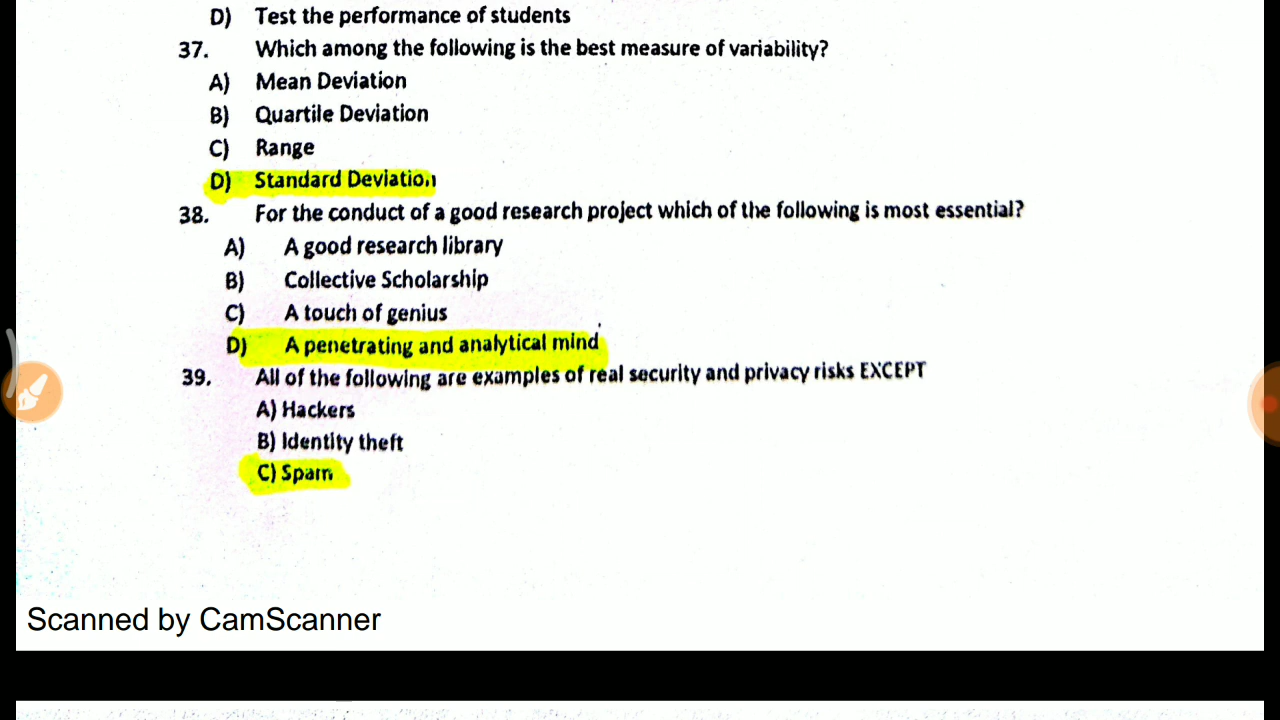 D) Test the performance of students
37. Which among the following is the best measure of variability?
A) Mean Deviation
B) Quartile Deviation
C) Range
D) Standard Deviation
38. For the conduct of a good research project which of the following is most essential?
A) A good research library
B) Collective Scholarship
C) A touch of genius
D) A penetrating and analytical mind
39. All of the following are examples of real security and privacy risks EXCEPT
A) Hackers
B) Identity theft
C) Spam
Scanned by CamScanner